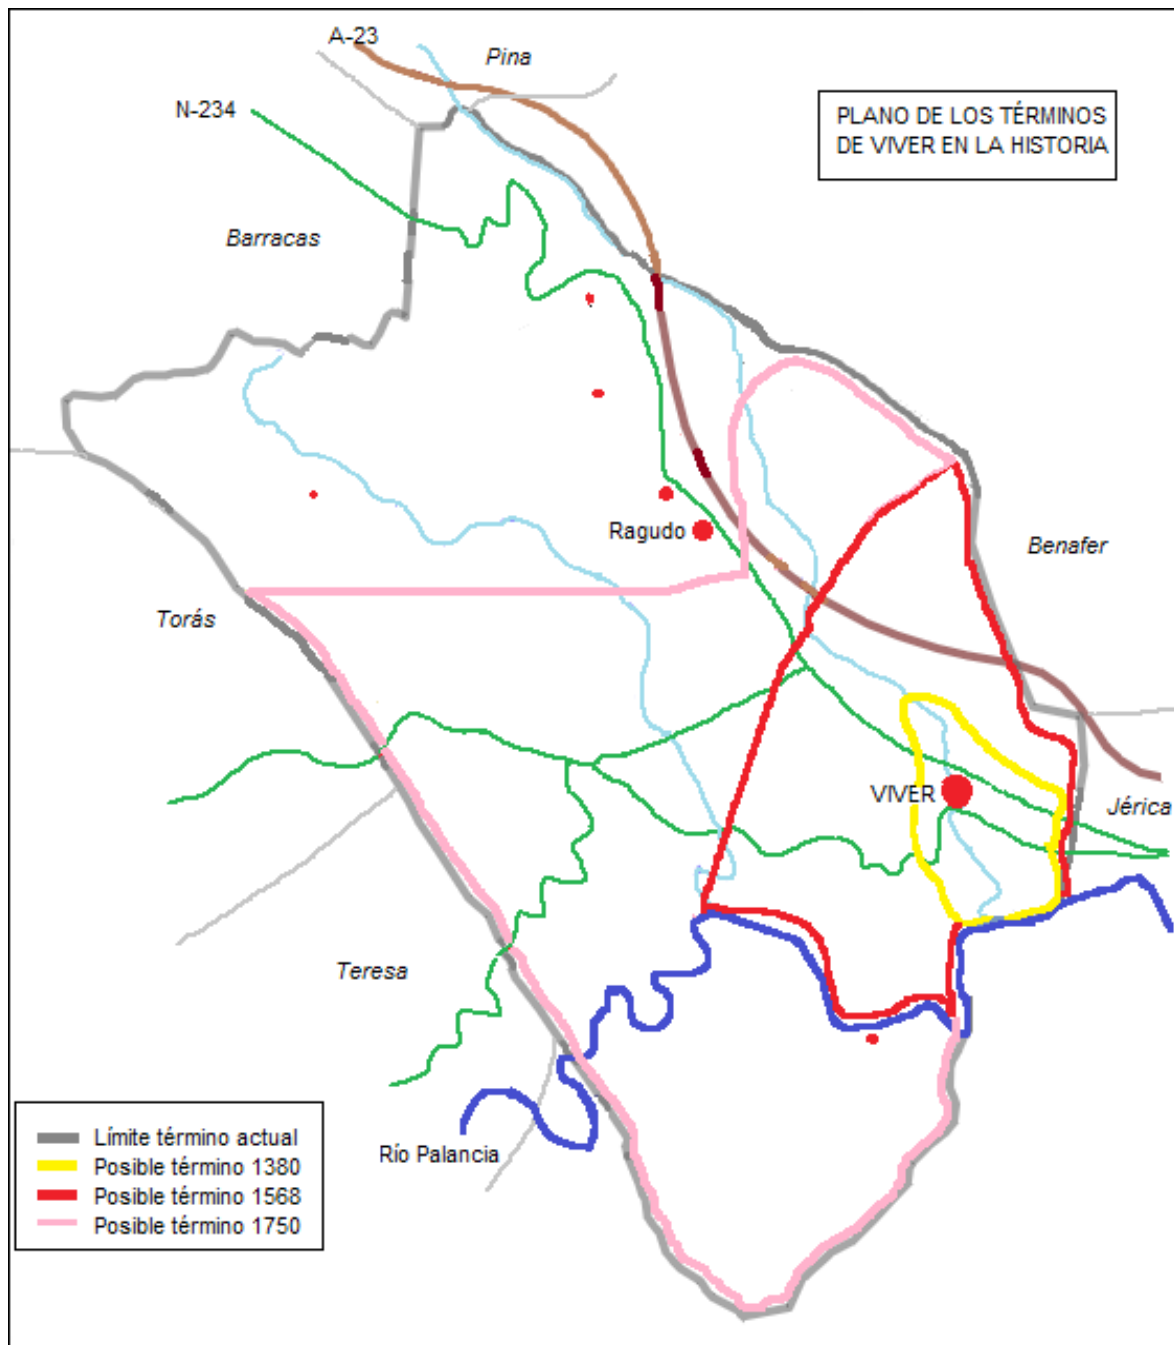 A-23
Pina
N-234
PLANO DE LOS TÉRMINOS
DE VIVER EN LA HISTORIA
Barracas
Ragudo
Benafer
Torás
VIVER
Jérica
Teresa
Río Palancia
Límite término actual
Posible término 1380
Posible término 1568
Posible término 1750